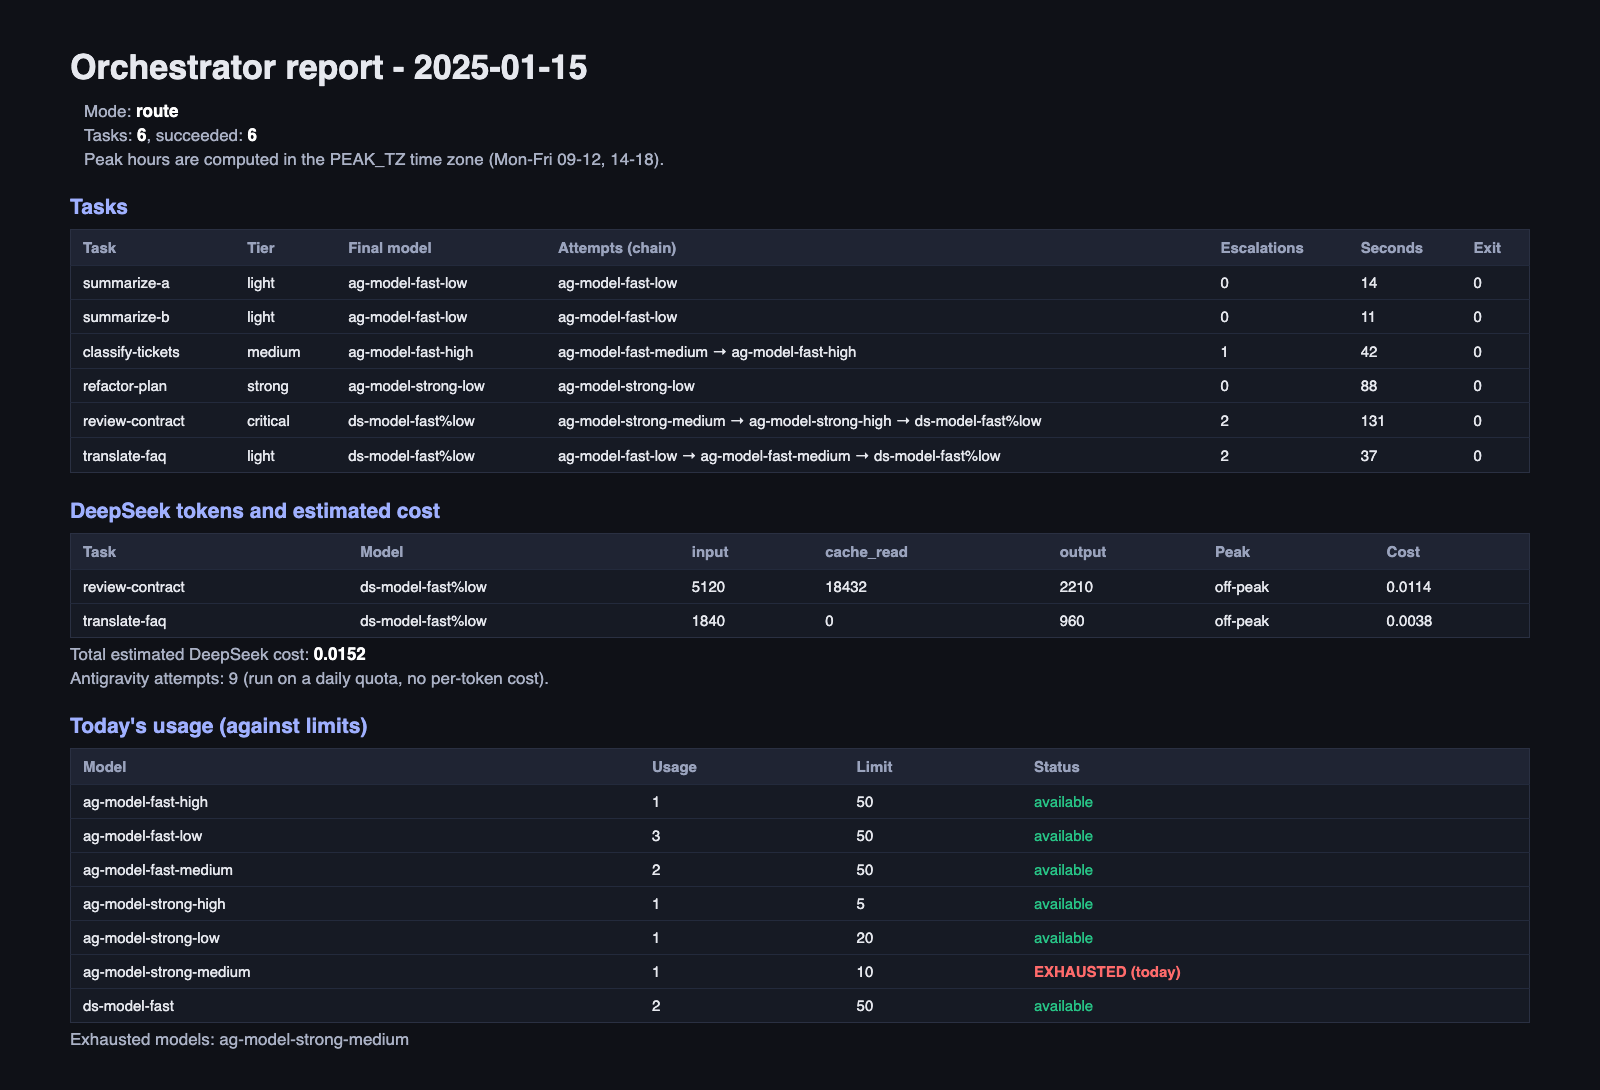 Orchestrator report - 2025-01-15
Mode: route
Tasks: 6, succeeded: 6
Peak hours are computed in the PEAK_TZ time zone (Mon-Fri 09-12, 14-18).
Tasks
Task Tier Final model Attempts (chain) Escalations Seconds Exit
summarize-a light ag-model-fast-low ag-model-fast-low 0 14 0
summarize-b light ag-model-fast-low ag-model-fast-low 0 11 0
classify-tickets medium ag-model-fast-high ag-model-fast-medium → ag-model-fast-high 1 42 0
refactor-plan strong ag-model-strong-low ag-model-strong-low 0 88 0
review-contract critical ds-model-fast%low ag-model-strong-medium → ag-model-strong-high → ds-model-fast%low 2 131 0
translate-faq light ds-model-fast%low ag-model-fast-low → ag-model-fast-medium → ds-model-fast%low 2 37 0
DeepSeek tokens and estimated cost
Task Model input cache_read output Peak Cost
review-contract ds-model-fast%low 5120 18432 2210 off-peak 0.0114
translate-faq ds-model-fast%low 1840 0 960 off-peak 0.0038
Total estimated DeepSeek cost: 0.0152
Antigravity attempts: 9 (run on a daily quota, no per-token cost).
Today's usage (against limits)
Model Usage Limit Status
ag-model-fast-high 1 50 available
ag-model-fast-low 3 50 available
ag-model-fast-medium 2 50 available
ag-model-strong-high 1 5 available
ag-model-strong-low 1 20 available
ag-model-strong-medium 1 10 EXHAUSTED (today)
ds-model-fast 2 50 available
Exhausted models: ag-model-strong-medium